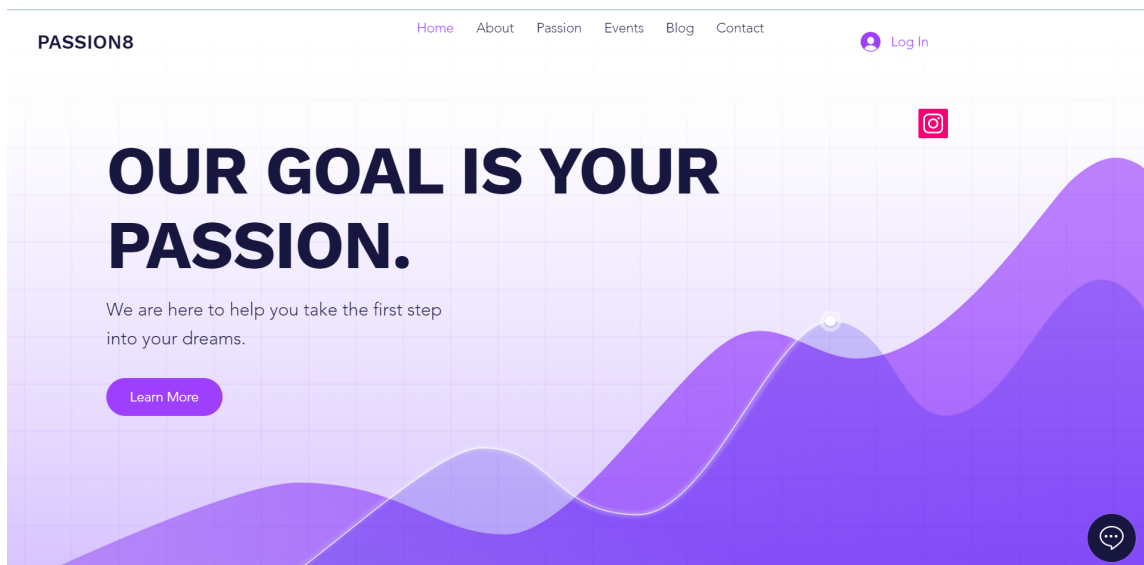 PASSION8
Home About Passion Events Blog Contact
Log In
OUR GOAL IS YOUR
PASSION.
We are here to help you take the first step
into your dreams.
Learn More